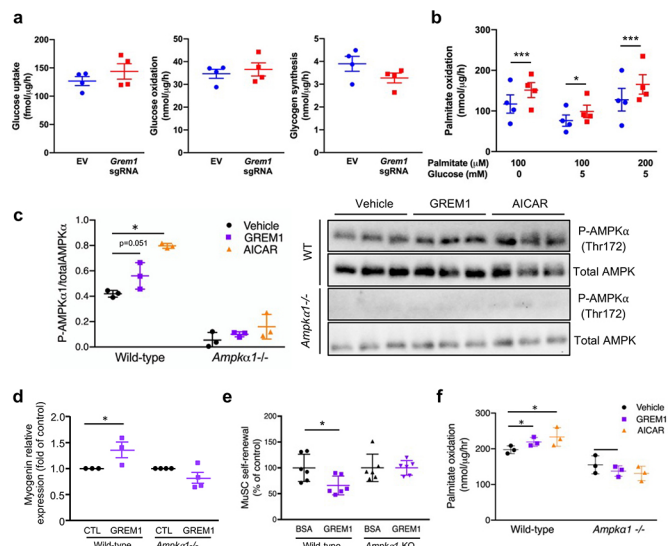 a
Glucose uptake
(fmol/µg/h)
200
150
100
50
0
EV
Grem1
sgRNA
Glucose oxidation
(nmol/µg/h)
60
40
20
0
EV
Grem1
sgRNA
Glycogen synthesis
(nmol/µg/h)
6
5
4
3
2
1
0
EV
Grem1
sgRNA
b
Palmitate oxidation
(nmol/µg/h)
300
200
100
0
***
*
***
Palmitate (µM) 100 100 200
Glucose (mM) 0 5 5
c
P-AMPKα1/totalAMPKα
1.0
0.8
0.6
0.4
0.2
0.0
*
p=0.051
Vehicle
GREM1
AICAR
Wild-type
Ampkα1-/-
Vehicle GREM1 AICAR
WT
P-AMPKα
(Thr172)
Total AMPK
Ampkα1-/-
P-AMPKα
(Thr172)
Total AMPK
d
Myogenin relative
expression (fold of control)
2.0
1.5
1.0
0.5
0.0
*
CTL GREM1 CTL GREM1
Wild-type Ampkα1-/-
e
MuSC self-renewal
(% of control)
200
150
100
50
0
*
BSA GREM1 BSA GREM1
Wild-type Ampkα1 KO
f
Palmitate oxidation
(nmol/µg/hr)
300
200
100
0
*
*
Vehicle
GREM1
AICAR
Wild-type
Ampkα1 -/-